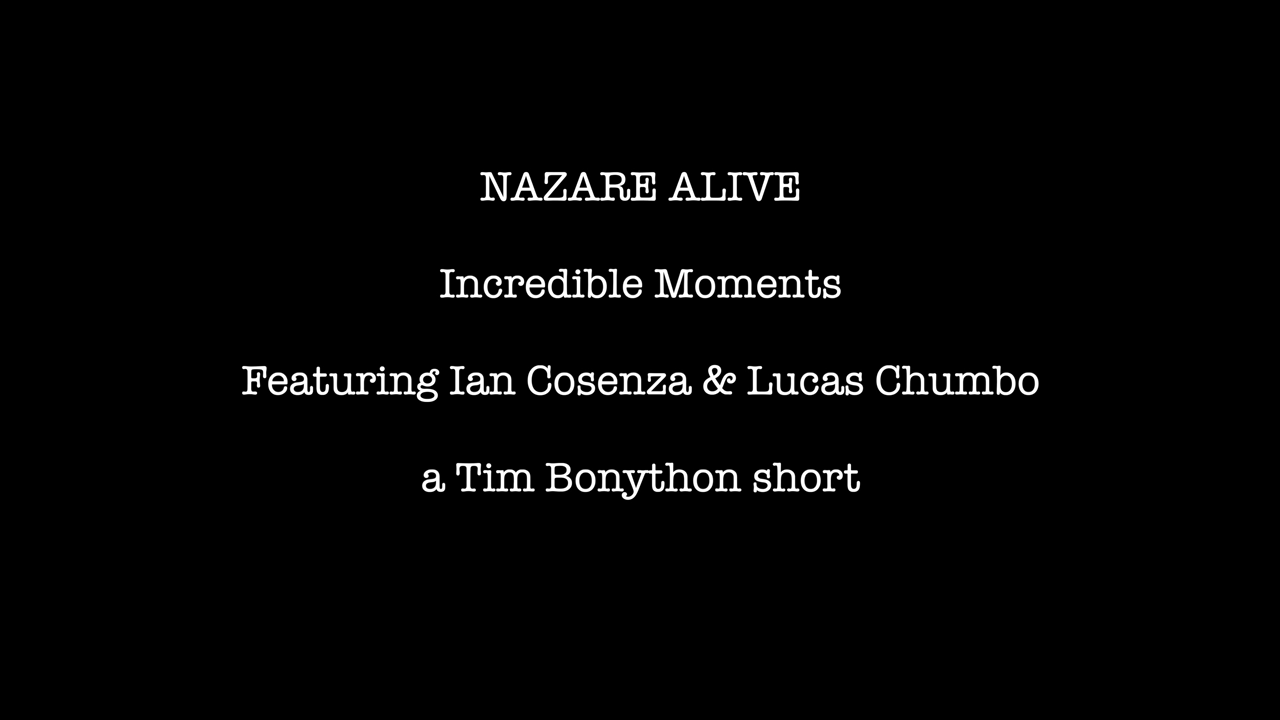 NAZARE ALIVE
Incredible Moments
Featuring Ian Cosenza & Lucas Chumbo
a Tim Bonython short